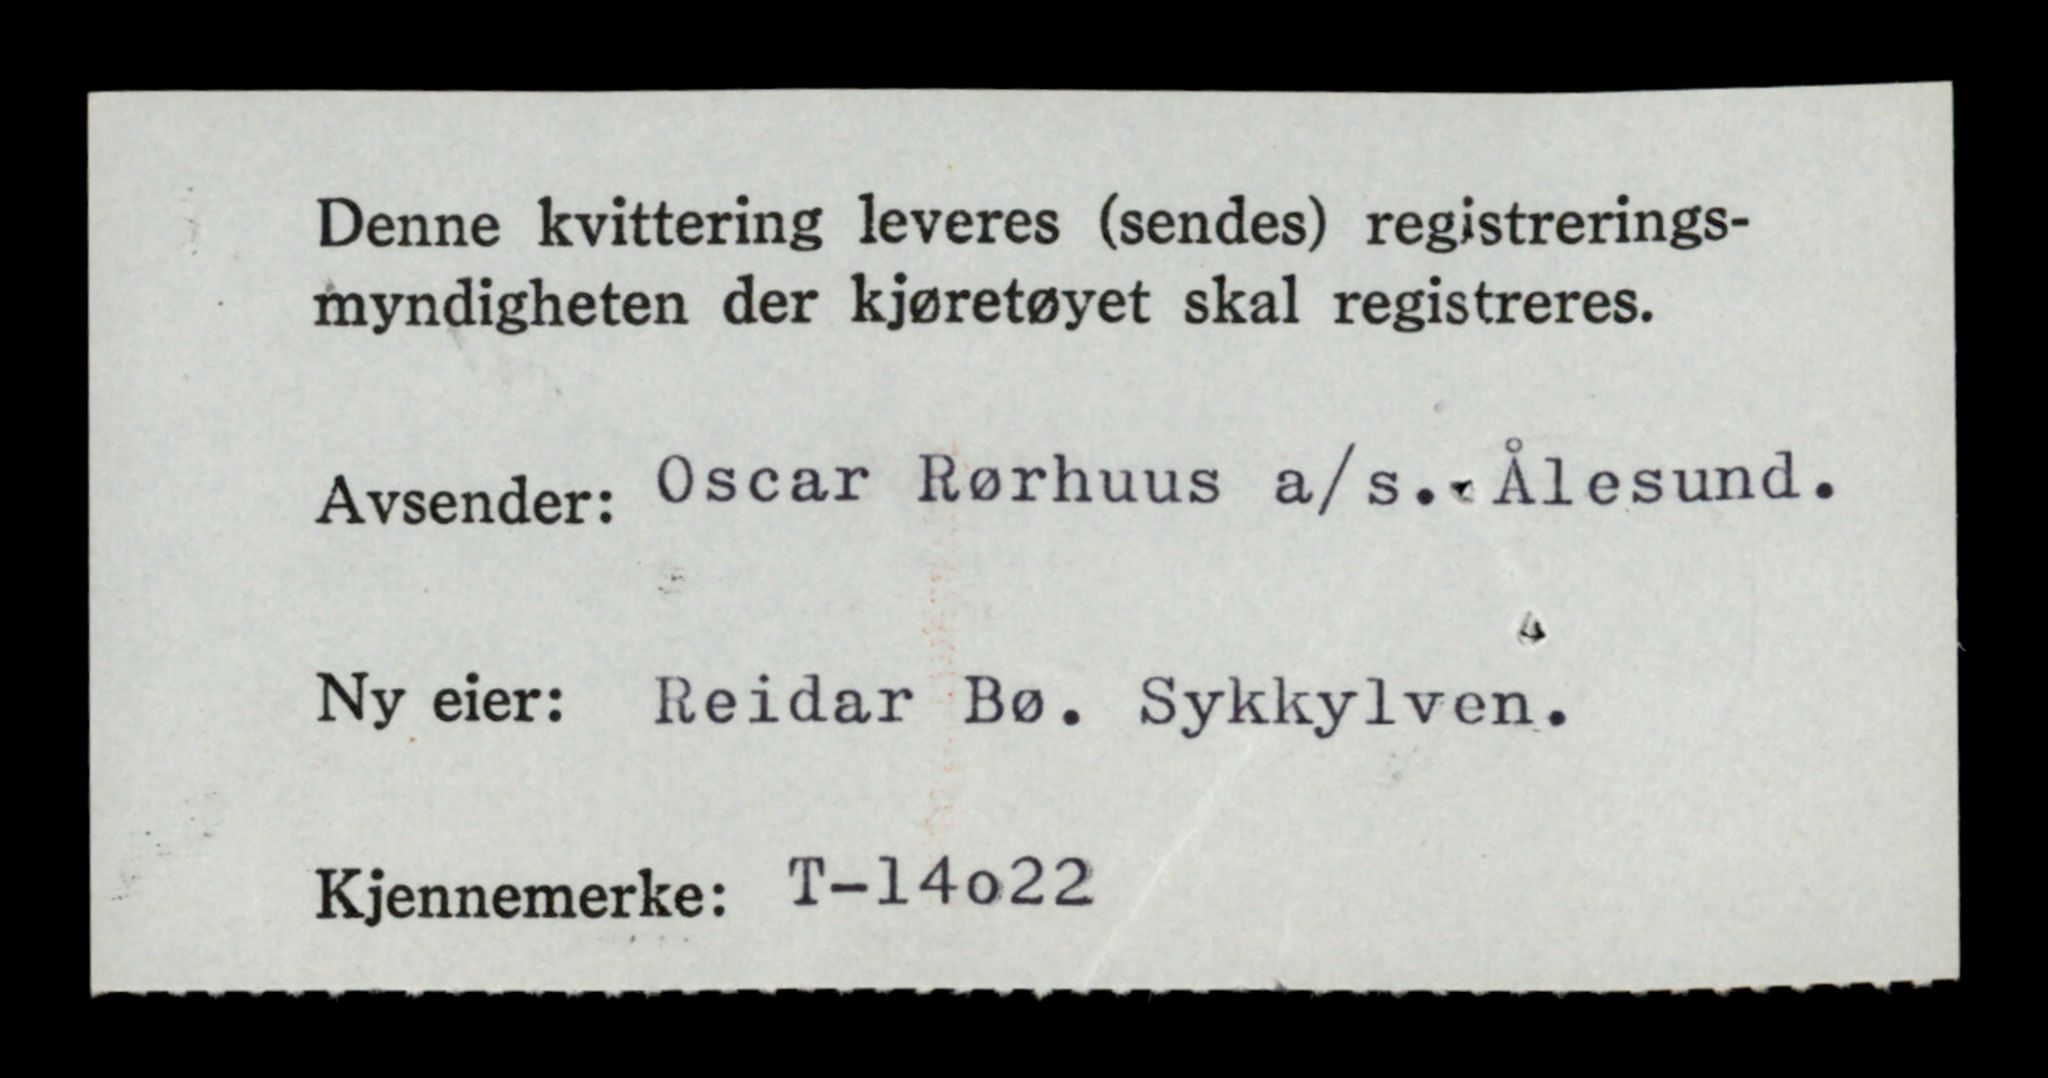 Denne kvittering leveres (sendes) registrerings-
myndigheten der kjøretøyet skal registreres.
Avsender: Oscar Rørhuus a/s. Ålesund.
Ny eier: Reidar Bø. Sykkylven.
Kjennemerke: T-14o22